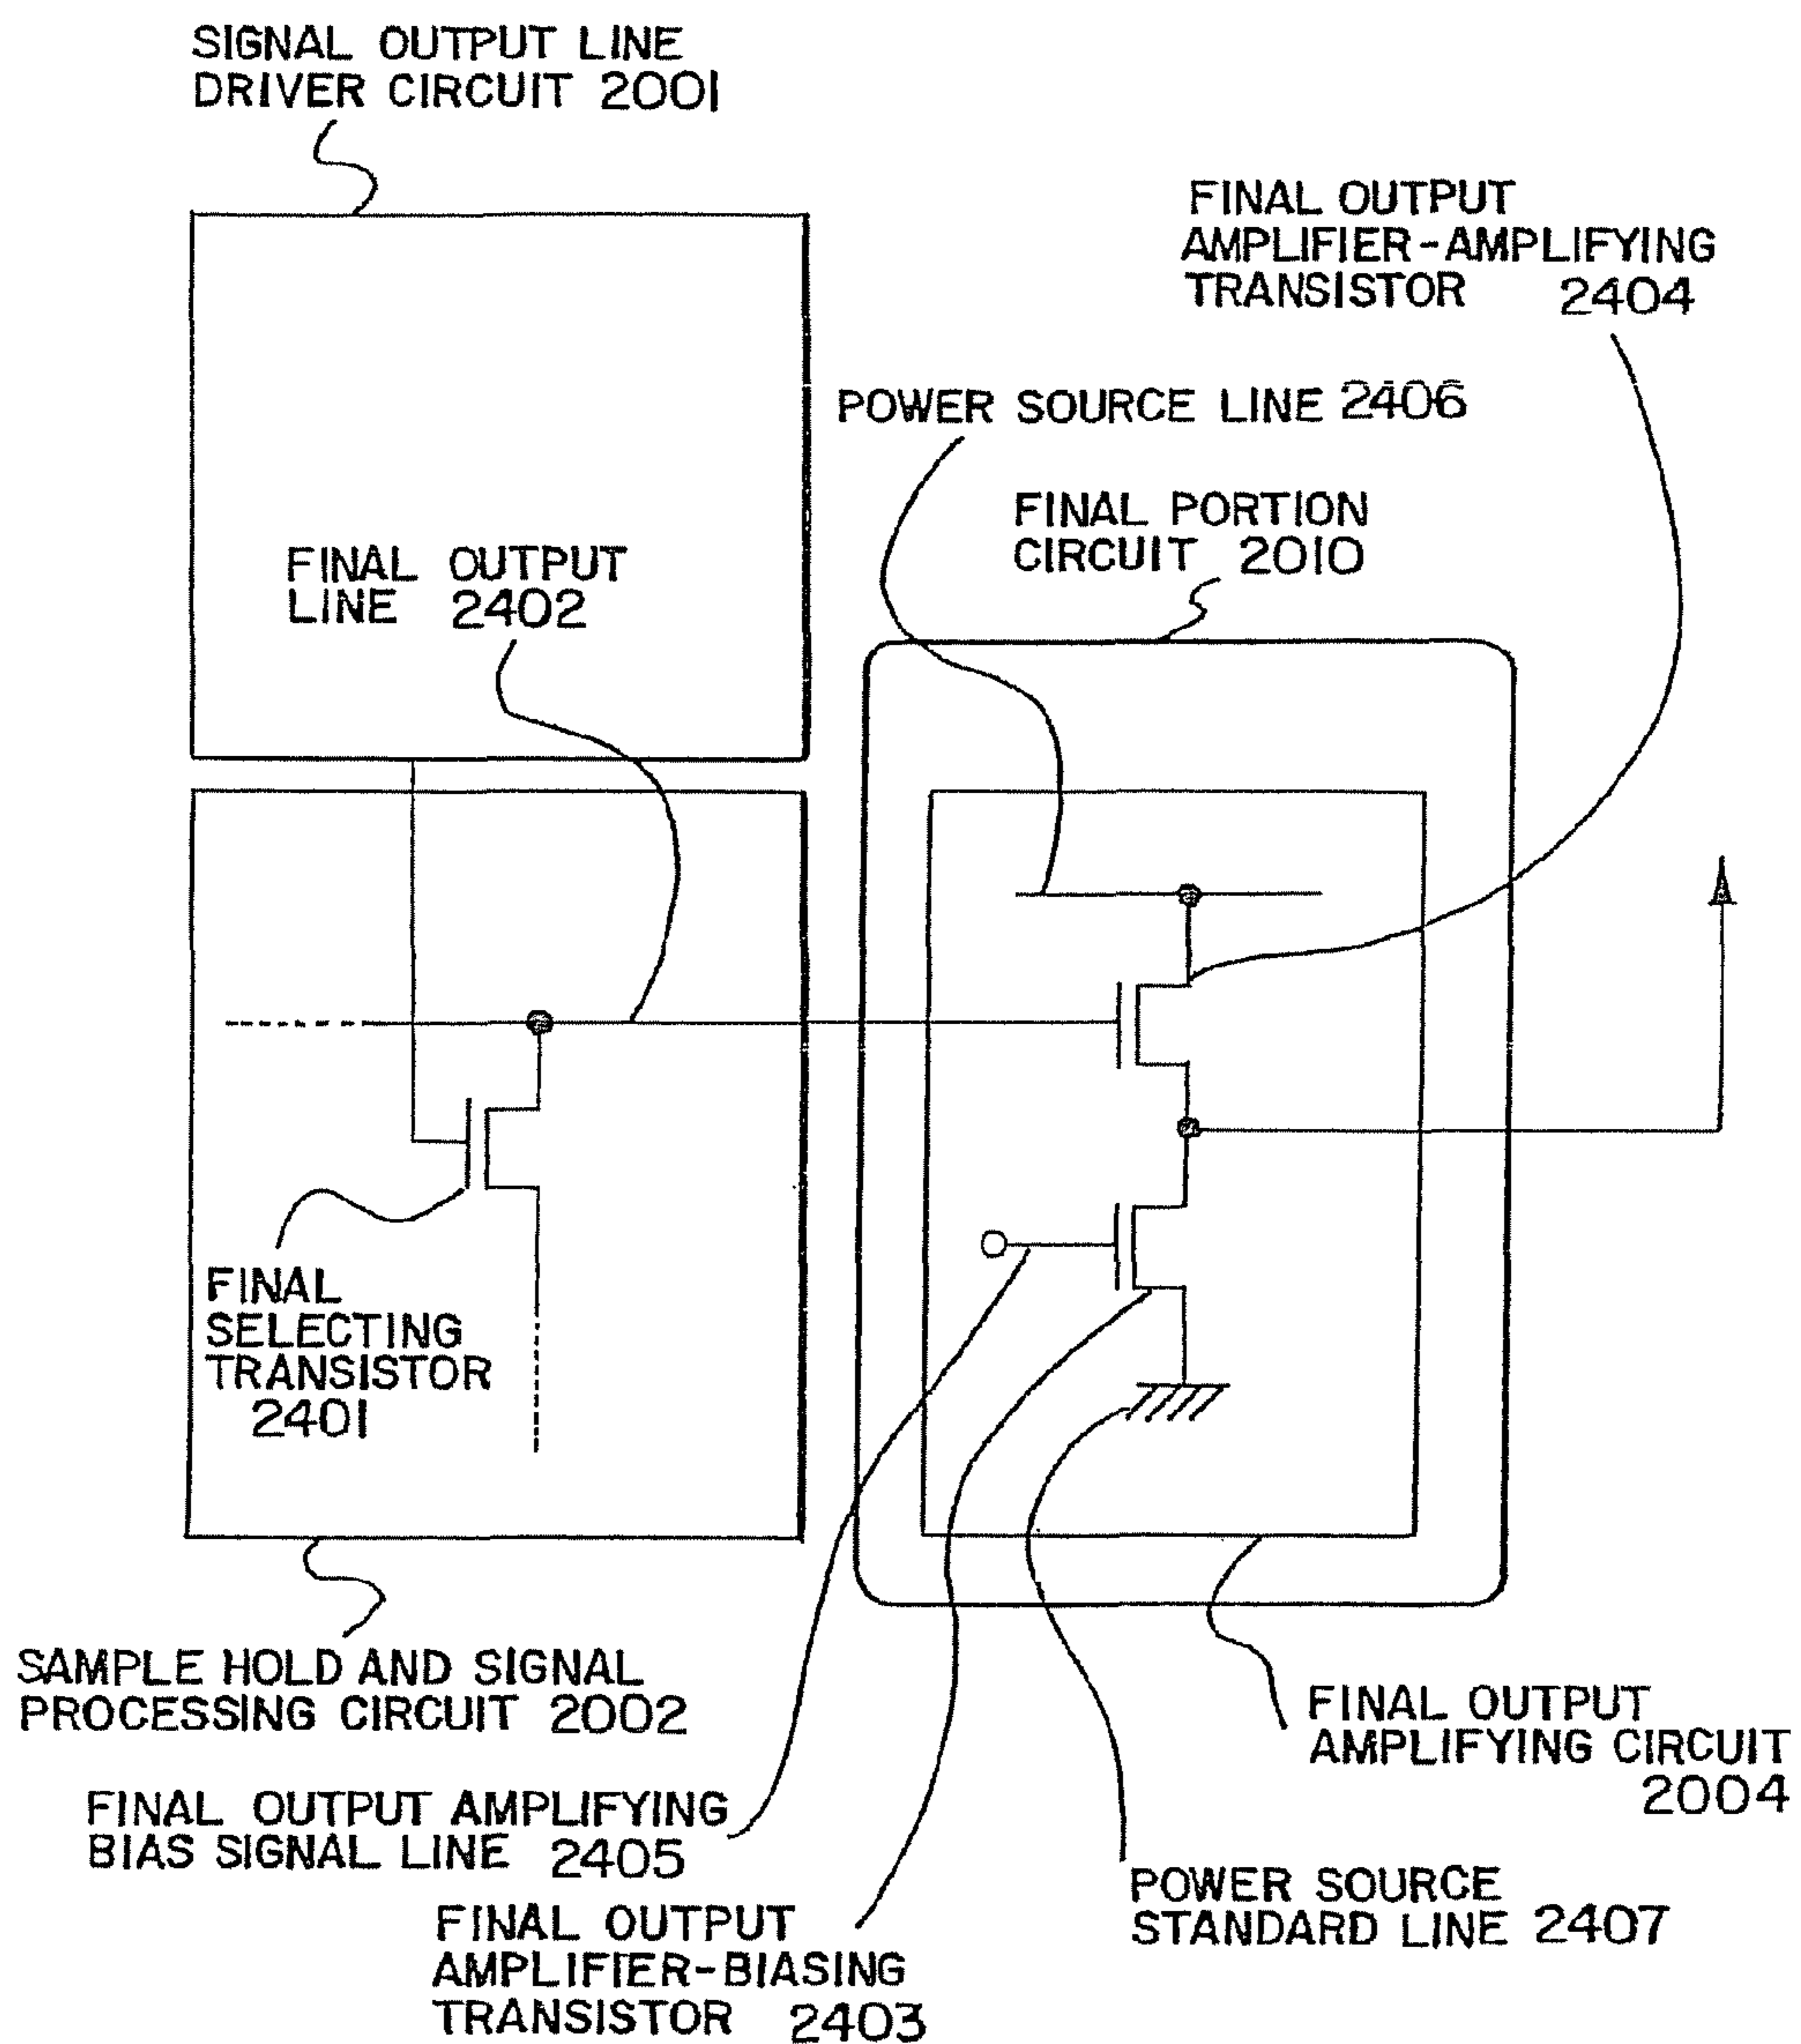 SIGNAL OUTPUT LINE
DRIVER CIRCUIT 2001
FINAL OUTPUT
AMPLIFIER-AMPLIFYING
TRANSISTOR 2404
POWER SOURCE LINE 2406
FINAL PORTION
CIRCUIT 2010
FINAL OUTPUT
LINE 2402
FINAL
SELECTING
TRANSISTOR
2401
SAMPLE HOLD AND SIGNAL
PROCESSING CIRCUIT 2002
FINAL OUTPUT
AMPLIFYING CIRCUIT
2004
FINAL OUTPUT AMPLIFYING
BIAS SIGNAL LINE 2405
POWER SOURCE
STANDARD LINE 2407
FINAL OUTPUT
AMPLIFIER-BIASING
TRANSISTOR 2403